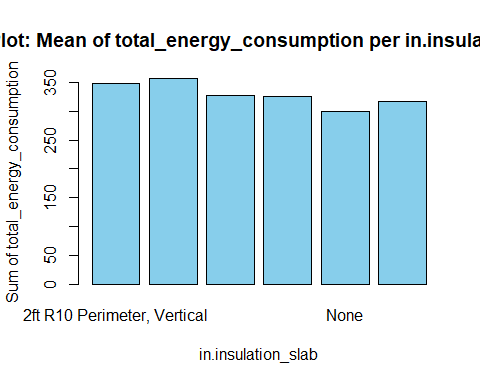 Plot: Mean of total_energy_consumption per in.insula
Sum of total_energy_consumption
350
250
150
50
0
2ft R10 Perimeter, Vertical
None
in.insulation_slab